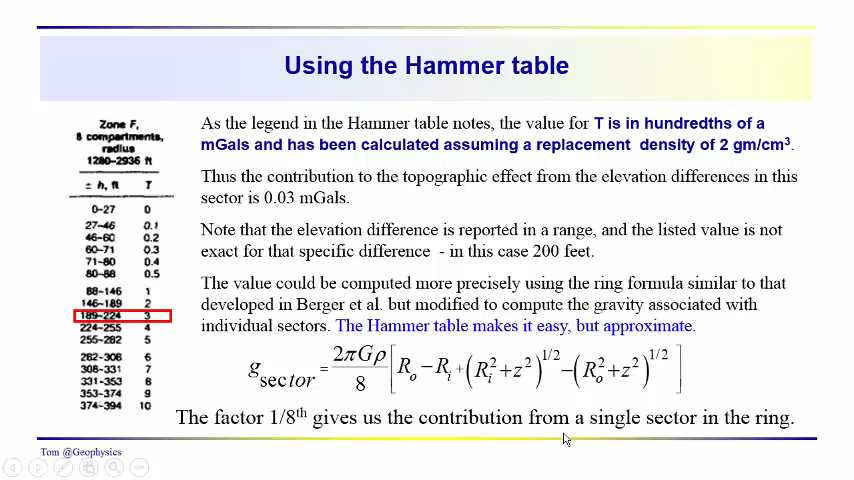 Using the Hammer table
Zone F,
8 compartments,
radius
1280-2936 ft
± h, ft T
0-27 0
27-46 0.1
46-60 0.2
60-71 0.3
71-80 0.4
80-88 0.5
88-146 1
146-189 2
189-224 3
224-255 4
255-282 5
282-308 6
308-331 7
331-353 8
353-374 9
374-394 10
As the legend in the Hammer table notes, the value for T is in hundredths of a
mGals and has been calculated assuming a replacement density of 2 gm/cm³.
Thus the contribution to the topographic effect from the elevation differences in this
sector is 0.03 mGals.
Note that the elevation difference is reported in a range, and the listed value is not
exact for that specific difference - in this case 200 feet.
The value could be computed more precisely using the ring formula similar to that
developed in Berger et al. but modified to compute the gravity associated with
individual sectors. The Hammer table makes it easy, but approximate.
g_sector = 2πGρ/8 [R_o − R_i + (R_i² + z²)^1/2 − (R_o² + z²)^1/2]
The factor 1/8th gives us the contribution from a single sector in the ring.
Tom @Geophysics